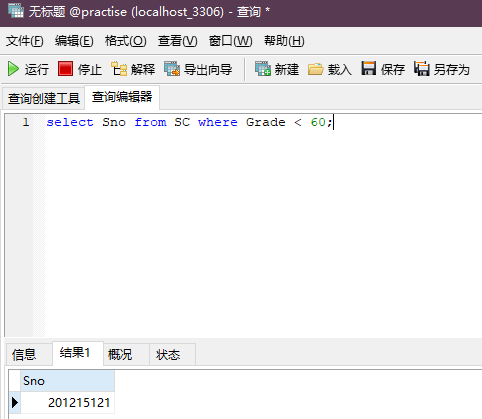 无标题 @practise (localhost_3306) - 查询 *
文件(F) 编辑(E) 格式(O) 查看(V) 窗口(W) 帮助(H)
运行 停止 解释 导出向导 新建 载入 保存 另存为
查询创建工具 查询编辑器
1 select Sno from SC where Grade < 60;
信息 结果1 概况 状态
Sno
201215121